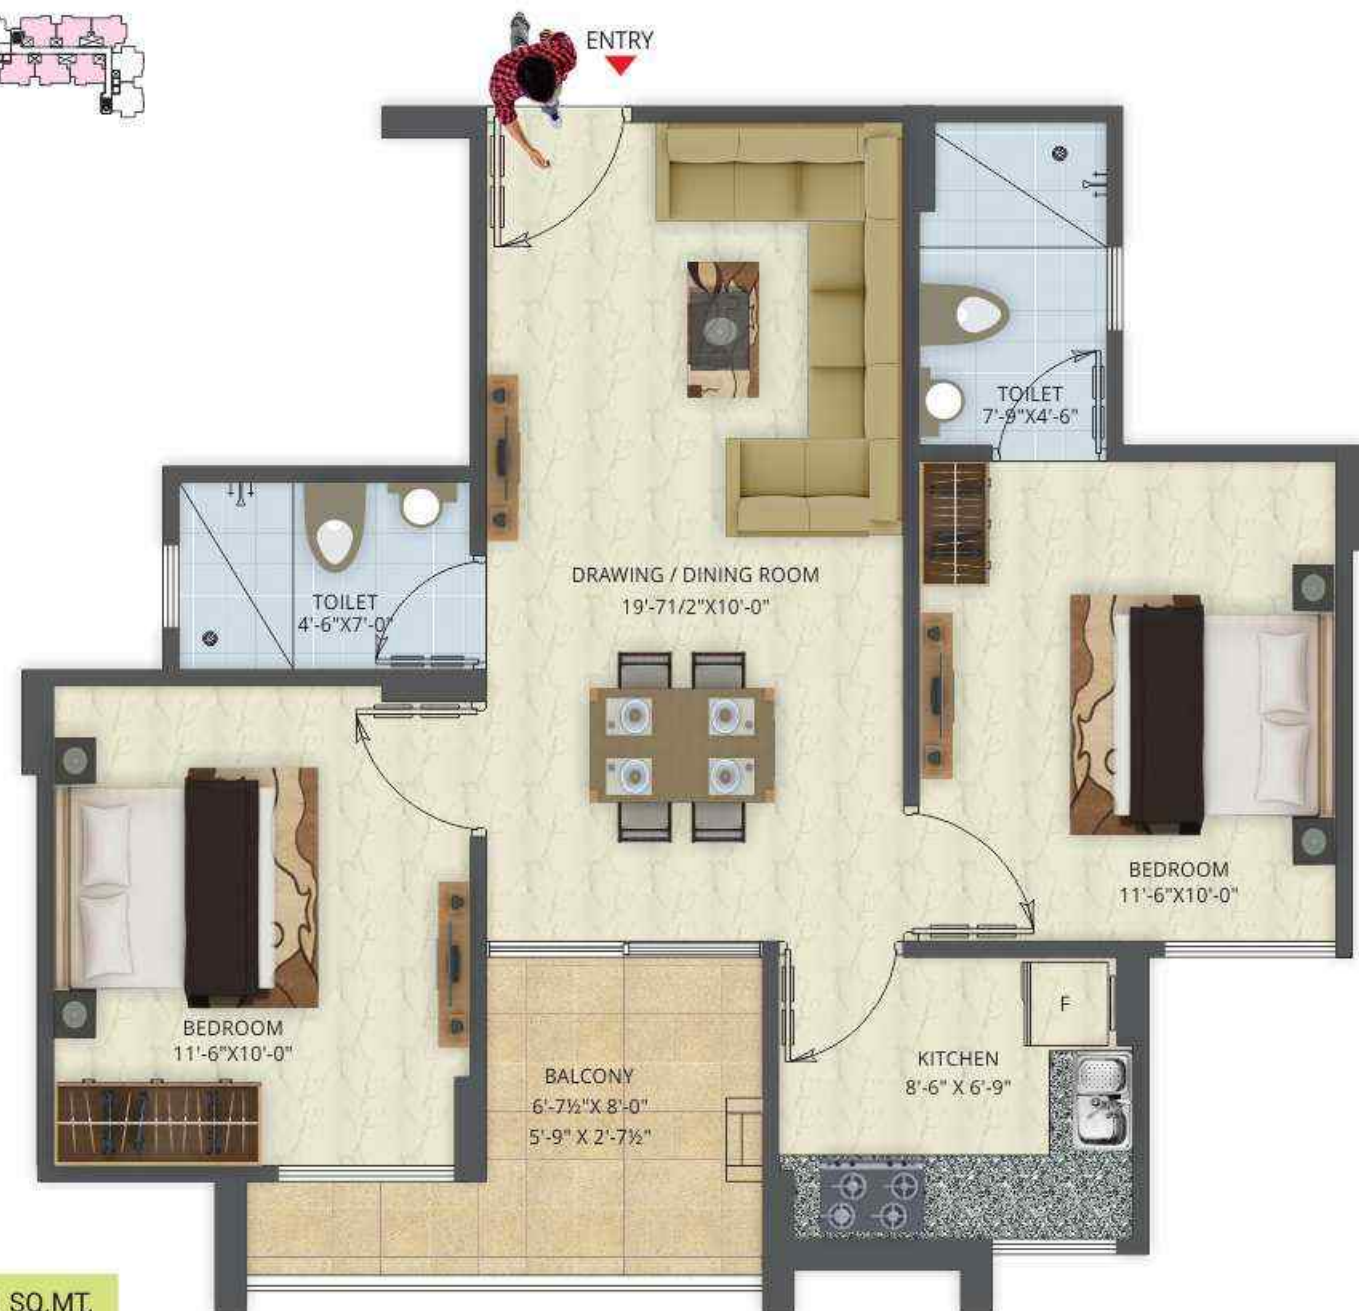 ENTRY
TOILET
7'-9"X4'-6"
DRAWING / DINING ROOM
19'-71/2"X10'-0"
TOILET
4'-6"X7'-0"
BEDROOM
11'-6"X10'-0"
BEDROOM
11'-6"X10'-0"
F
KITCHEN
8'-6" X 6'-9"
BALCONY
6'-7½"X 8'-0"
5'-9" X 2'-7½"
SQ.MT.